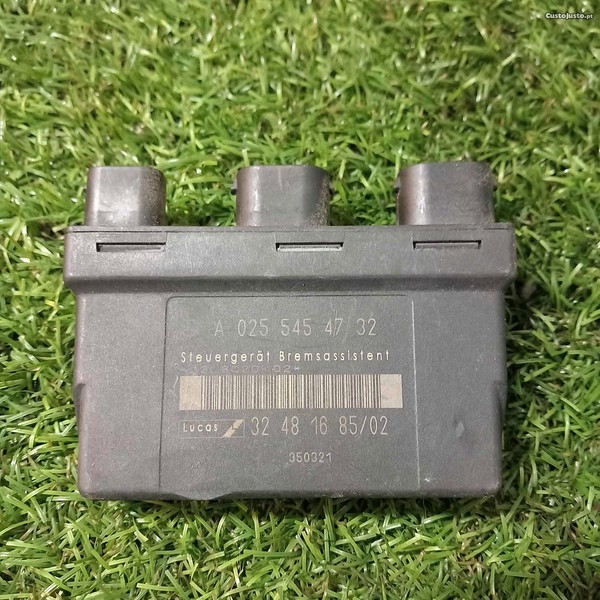 CustoJusto.pt
A 025 545 47 32
Steuergerät Bremsassistent
Lucas 32 48 16 85/02
350321